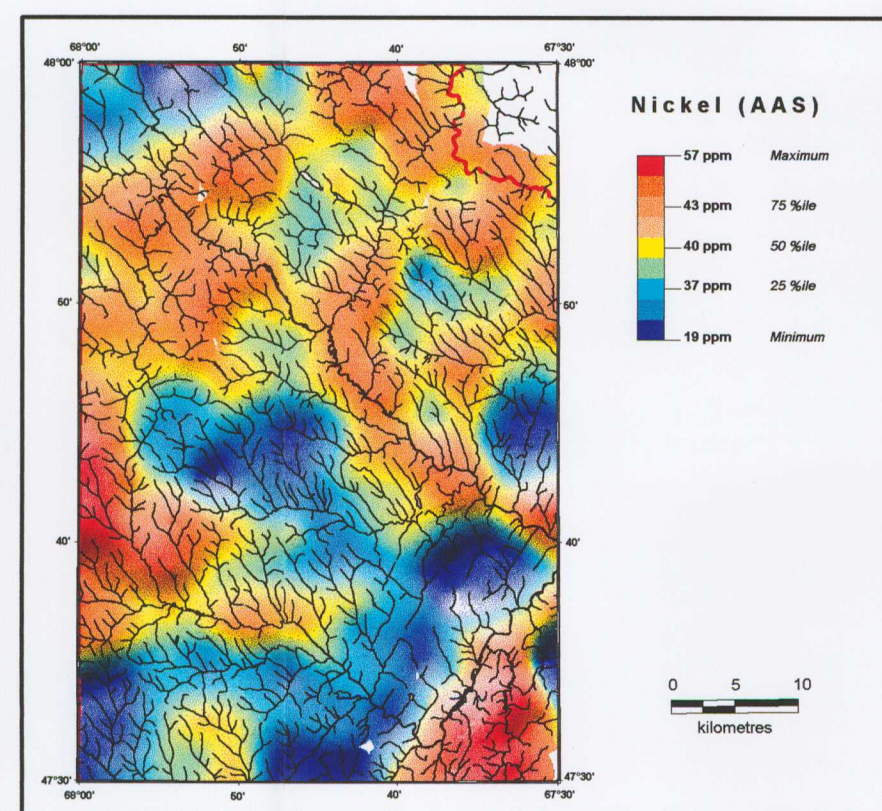 68°00' 50' 40' 67°30'
48°00' 48°00'
Nickel (AAS)
57 ppm Maximum
43 ppm 75 %ile
40 ppm 50 %ile
37 ppm 25 %ile
19 ppm Minimum
50' 50'
40' 40'
0 5 10
kilometres
47°30' 47°30'
68°00' 50' 40' 67°30'